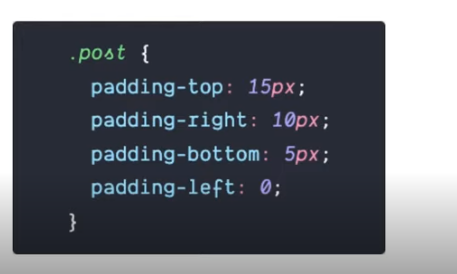 .post {
padding-top: 15px;
padding-right: 10px;
padding-bottom: 5px;
padding-left: 0;
}